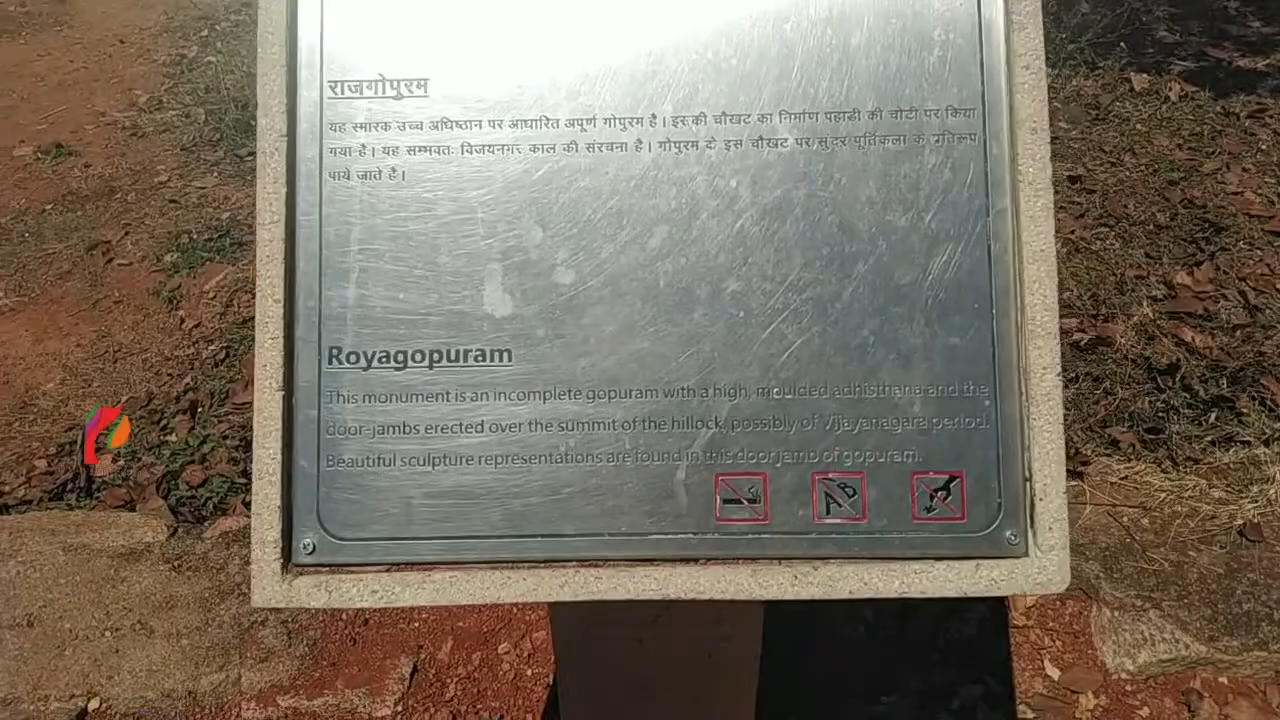 राजगोपुरम
यह स्मारक उच्च अधिष्ठान पर आधारित अपूर्ण गोपुरम है। इसकी चौखट का निर्माण पहाडी की चोटी पर किया
गया है। यह सम्भवतः विजयनगर काल की संरचना है। गोपुरम के इस चौखट पर सुंदर मूर्तिकला के प्रतिरूप
पाये जाते हैं।
Royagopuram
This monument is an incomplete gopuram with a high, moulded adhisthana and the
door-jambs erected over the summit of the hillock, possibly of Vijayanagara period.
Beautiful sculpture representations are found in this door jamb of gopuram.